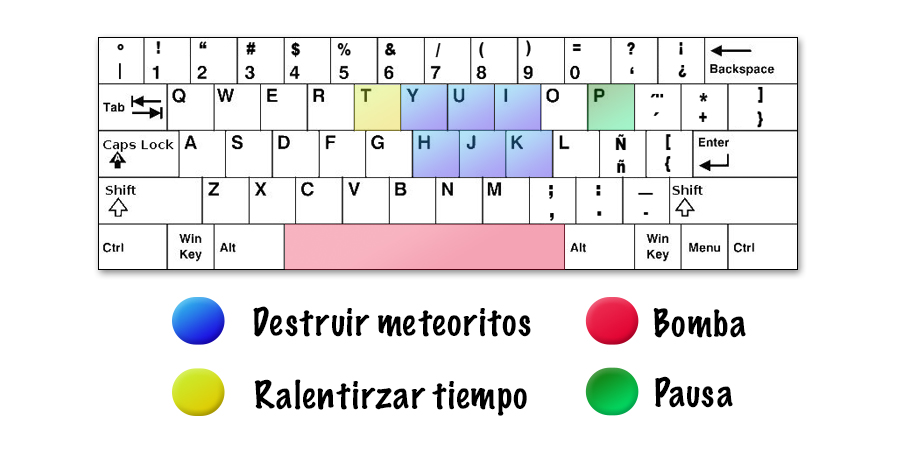 ° ! “ # $ % & / ( ) = ? ¡
| 1 2 3 4 5 6 7 8 9 0 ‘ ¿ Backspace
Tab Q W E R T Y U I O P ^¨ * ]
´ + }
Caps Lock A S D F G H J K L Ñ [ Enter
A ñ {
Shift Z X C V B N M ; : _ Shift
, . -
Ctrl Win Key Alt Alt Win Key Menu Ctrl
Destruir meteoritos Bomba
Ralentirzar tiempo Pausa